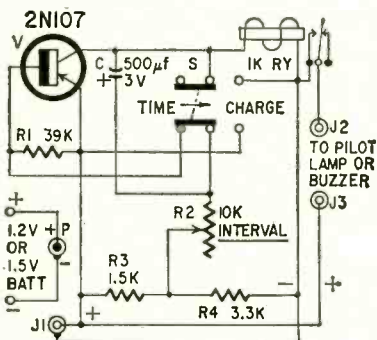 2N107
V
C
500μf
3V
+
S
1K RY
TIME
CHARGE
R1 39K
J2
TO PILOT
LAMP OR
BUZZER
J3
+
1.2V
OR
1.5V
BATT
+
P
-
+
-
R2
10K
INTERVAL
R3
1.5K
R4 3.3K
+
-
J1